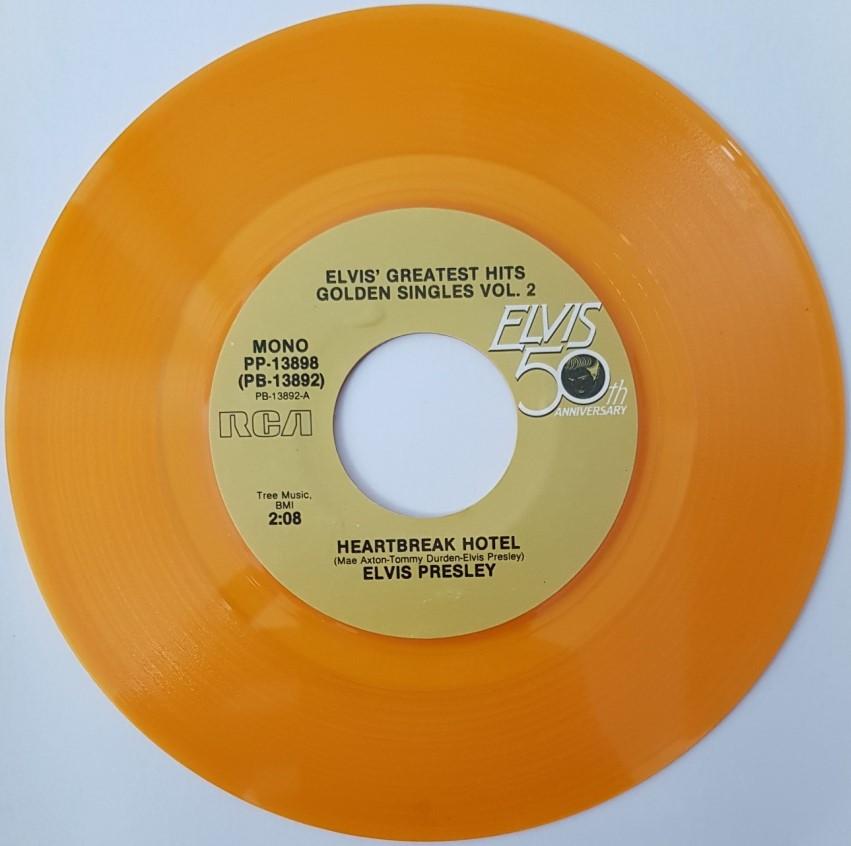 ELVIS' GREATEST HITS
GOLDEN SINGLES VOL. 2
ELVIS
50th
ANNIVERSARY
MONO
PP-13898
(PB-13892)
PB-13892-A
RCA
Tree Music,
BMI
2:08
HEARTBREAK HOTEL
(Mae Axton-Tommy Durden-Elvis Presley)
ELVIS PRESLEY